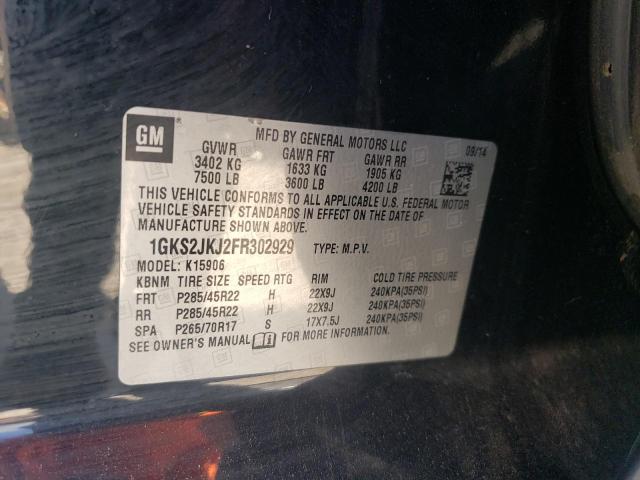 GM
MFD BY GENERAL MOTORS LLC 09/14
GVWR GAWR FRT GAWR RR
3402 KG 1633 KG 1905 KG
7500 LB 3600 LB 4200 LB
THIS VEHICLE CONFORMS TO ALL APPLICABLE U.S. FEDERAL MOTOR
VEHICLE SAFETY STANDARDS IN EFFECT ON THE DATE OF
MANUFACTURE SHOWN ABOVE.
1GKS2JKJ2FR302929 TYPE: M.P.V.
MODEL: K15906
KBNM TIRE SIZE SPEED RTG RIM COLD TIRE PRESSURE
FRT P285/45R22 H 22X9J 240KPA(35PSI)
RR P285/45R22 H 22X9J 240KPA(35PSI)
SPA P265/70R17 S 17X7.5J 240KPA(35PSI)
SEE OWNER'S MANUAL FOR MORE INFORMATION.